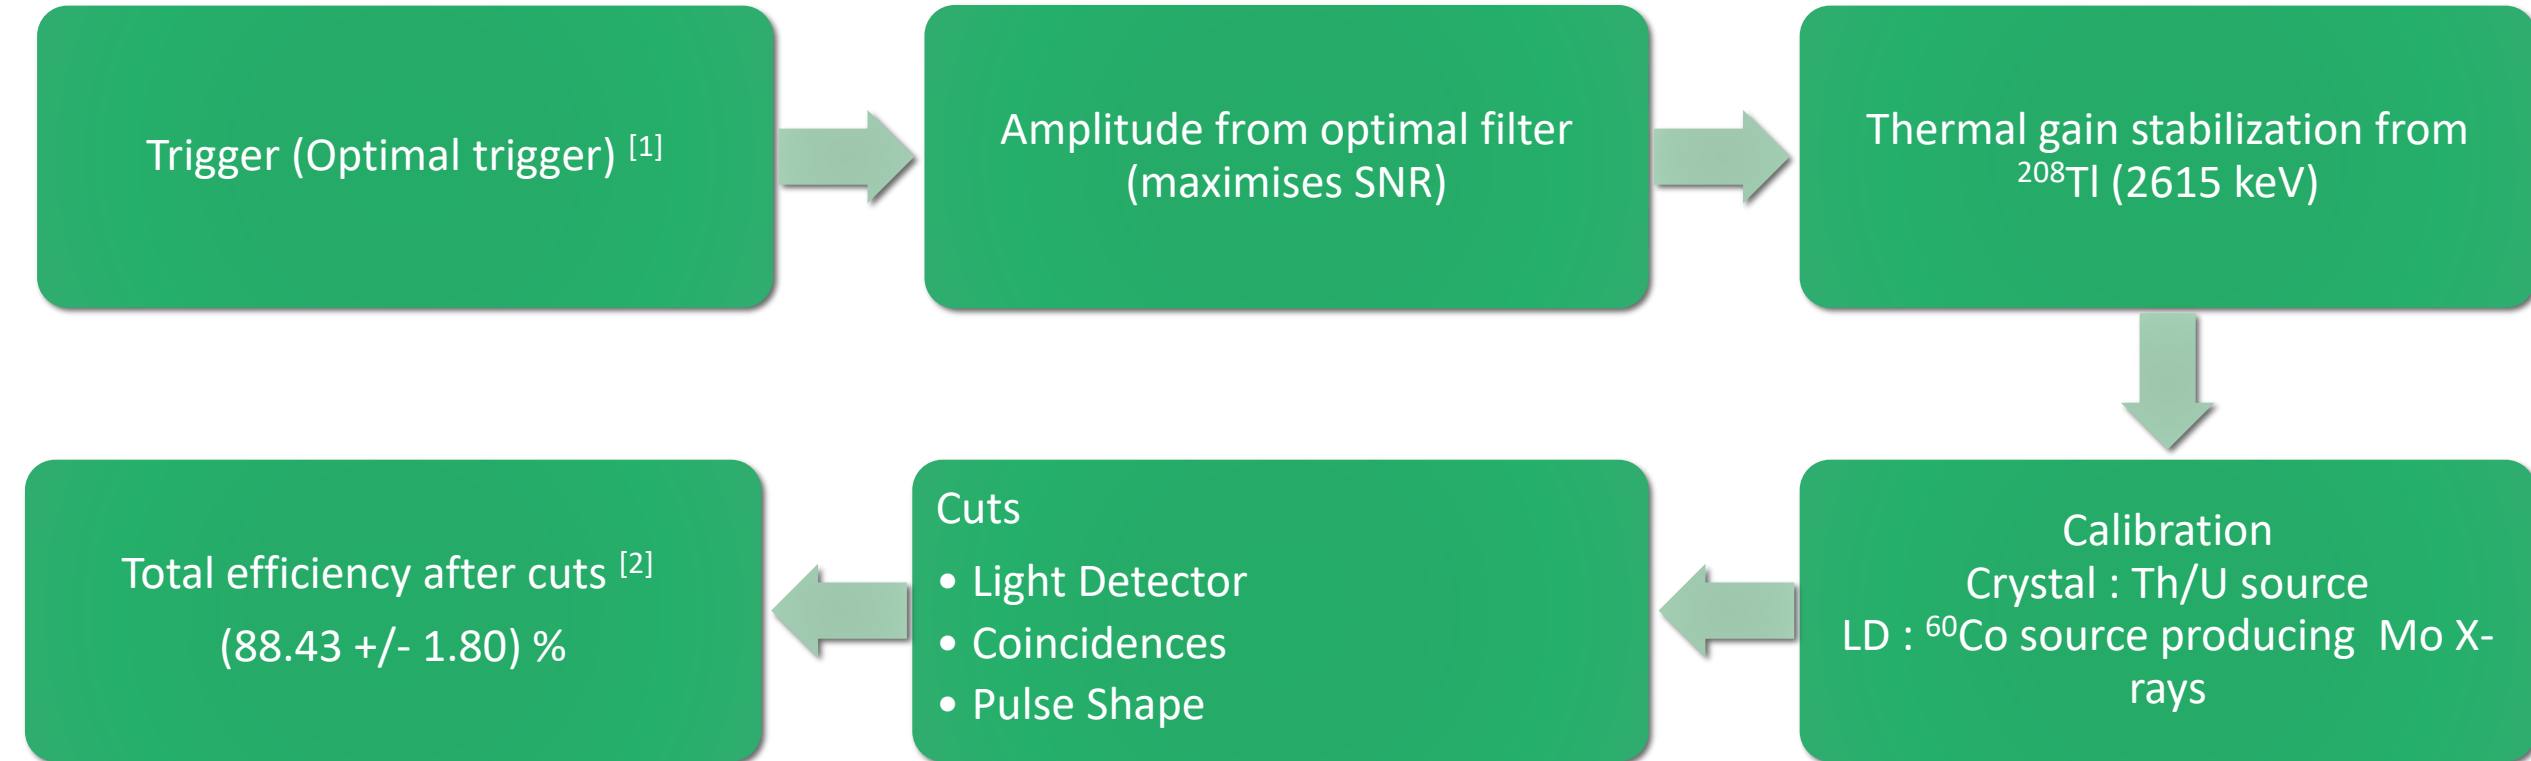 Trigger (Optimal trigger) [1]
Amplitude from optimal filter
(maximises SNR)
Thermal gain stabilization from
208Tl (2615 keV)
Calibration
Crystal : Th/U source
LD : 60Co source producing  Mo X-
rays
Cuts
• Light Detector
• Coincidences
• Pulse Shape
Total efficiency after cuts [2]
(88.43 +/- 1.80) %